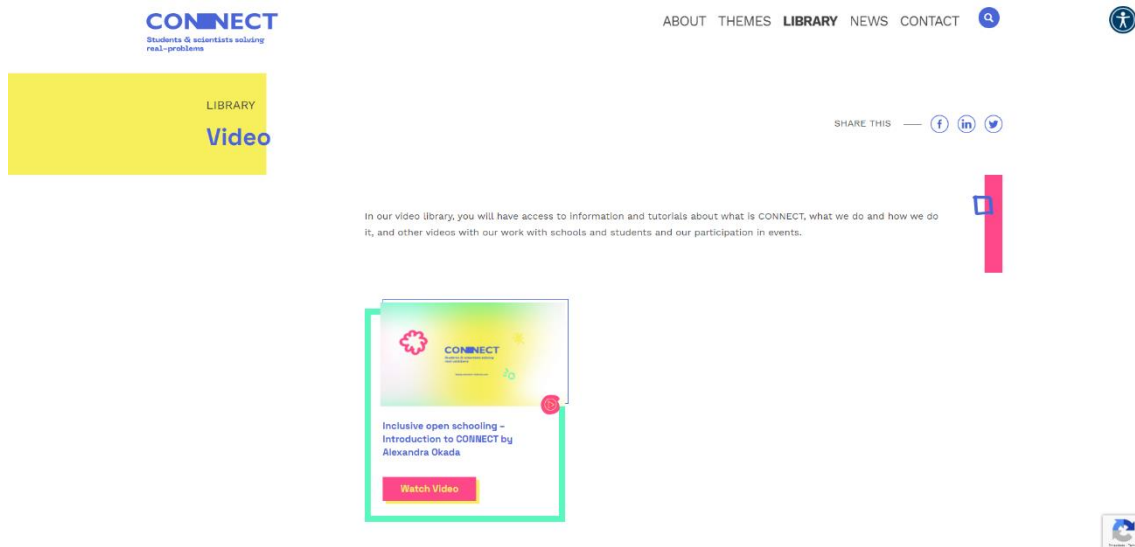 CONNECT
Students & scientists solving
real-problems
ABOUT THEMES LIBRARY NEWS CONTACT
LIBRARY
Video
SHARE THIS
In our video library, you will have access to information and tutorials about what is CONNECT, what we do and how we do
it, and other videos with our work with schools and students and our participation in events.
CONNECT
Inclusive open schooling –
Introduction to CONNECT by
Alexandra Okada
Watch Video